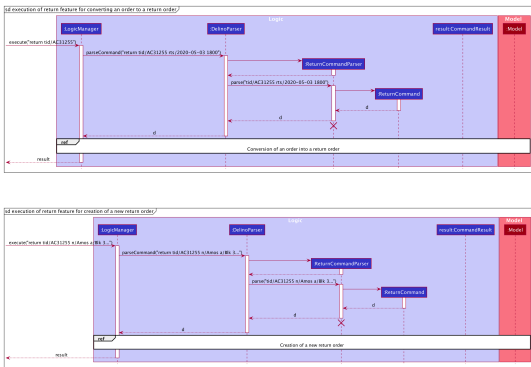 sd execution of return feature for converting an order to a return order
Logic
Model
:LogicManager
:DelinoParser
result:CommandResult
:Model
execute("return tid/AC31255")
parseCommand("return tid/AC31255 rts/2020-05-03 1800")
:ReturnCommandParser
parse("tid/AC31255 rts/2020-05-03 1800")
:ReturnCommand
d
d
d
ref
Conversion of an order into a return order
result
sd execution of return feature for creation of a new return order
Logic
Model
:LogicManager
:DelinoParser
result:CommandResult
:Model
execute("return tid/AC31255 n/Amos a/Blk 3...")
parseCommand("return tid/AC31255 n/Amos a/Blk 3...")
:ReturnCommandParser
parse("tid/AC31255 n/Amos a/Blk 3...")
:ReturnCommand
d
d
d
ref
Creation of a new return order
result